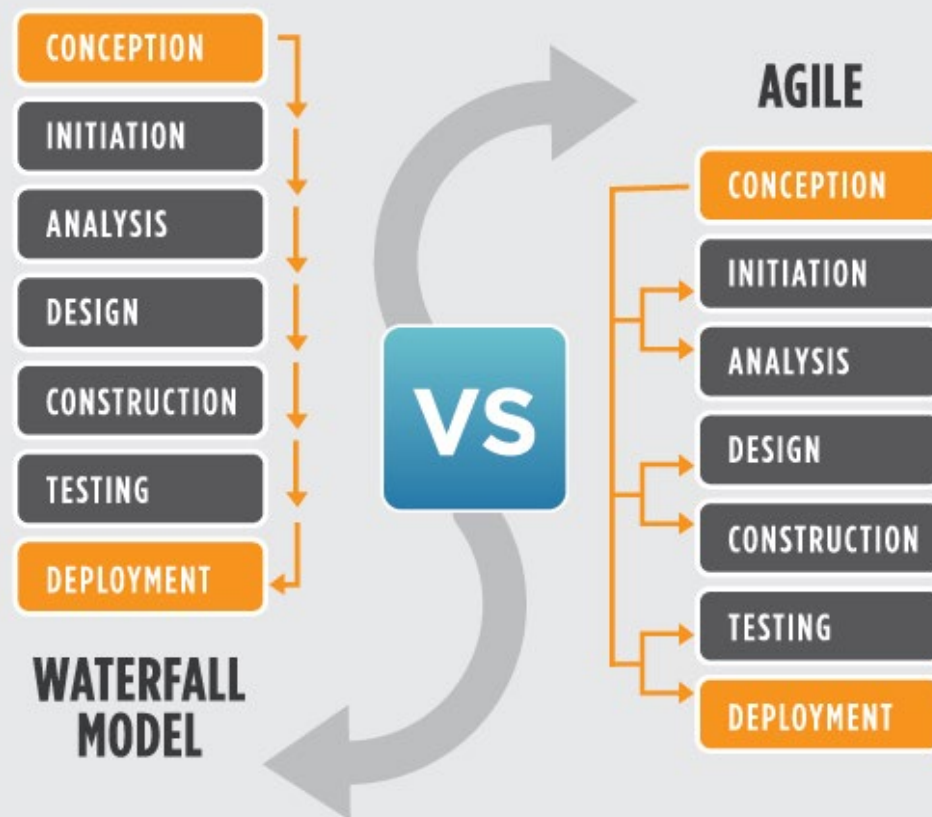 CONCEPTION
INITIATION
ANALYSIS
DESIGN
CONSTRUCTION
TESTING
DEPLOYMENT
WATERFALL
MODEL
VS
AGILE
CONCEPTION
INITIATION
ANALYSIS
DESIGN
CONSTRUCTION
TESTING
DEPLOYMENT